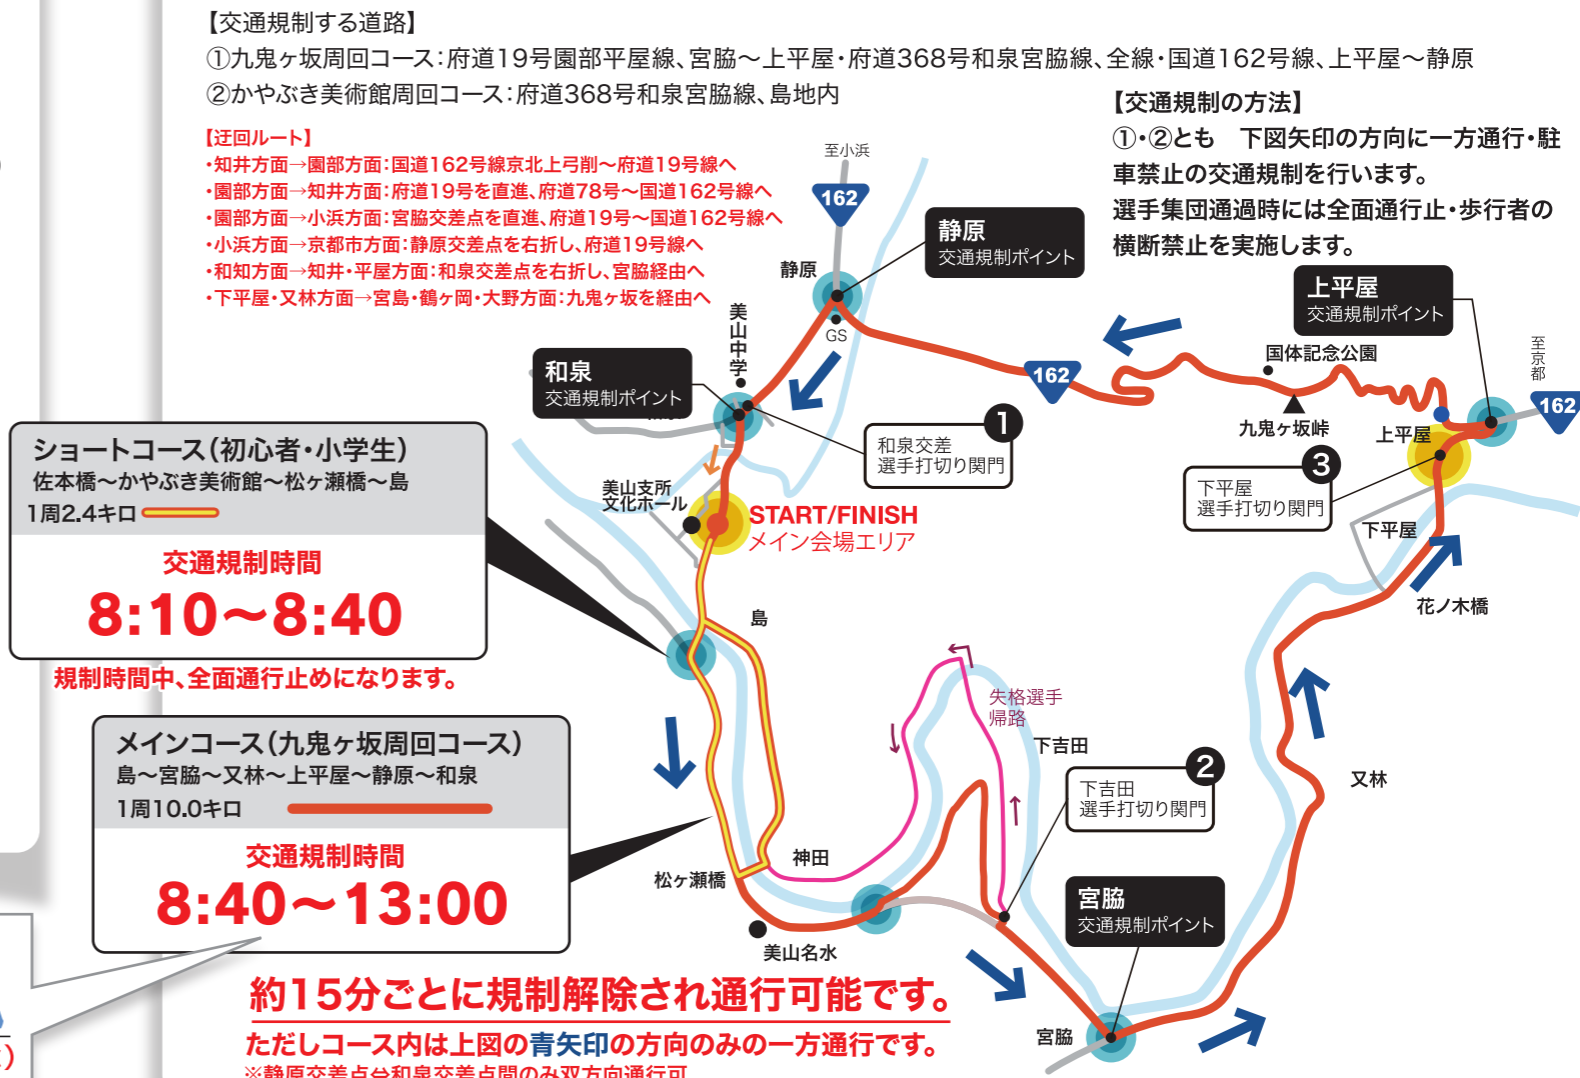 【交通規制する道路】
①九鬼ヶ坂周回コース：府道19号園部平屋線、宮脇～上平屋・府道368号和泉宮脇線、全線・国道162号線、上平屋～静原
②かやぶき美術館周回コース：府道368号和泉宮脇線、島地内
【交通規制の方法】
①・②とも　下図矢印の方向に一方通行・駐
車禁止の交通規制を行います。
選手集団通過時には全面通行止・歩行者の
横断禁止を実施します。
【迂回ルート】
・知井方面→園部方面：国道162号線京北上弓削～府道19号線へ
・園部方面→知井方面：府道19号を直進、府道78号～国道162号線へ
・園部方面→小浜方面：宮脇交差点を直進、府道19号～国道162号線へ
・小浜方面→京都市方面：静原交差点を右折し、府道19号線へ
・和知方面→知井・平屋方面：和泉交差点を右折し、宮脇経由へ
・下平屋・又林方面→宮島・鶴ヶ岡・大野方面：九鬼ヶ坂を経由へ
至小浜
162
静原
交通規制ポイント
静原
GS
美山中学
和泉
交通規制ポイント
上平屋
交通規制ポイント
国体記念公園
至京都
162
162
九鬼ヶ坂峠
上平屋
1
和泉交差
選手打切り関門
3
下平屋
選手打切り関門
下平屋
花ノ木橋
美山支所
文化ホール
START/FINISH
メイン会場エリア
ショートコース（初心者・小学生）
佐本橋～かやぶき美術館～松ヶ瀬橋～島
1周2.4キロ
交通規制時間
8:10～8:40
規制時間中、全面通行止めになります。
島
失格選手
帰路
下吉田
2
下吉田
選手打切り関門
又林
メインコース（九鬼ヶ坂周回コース）
島～宮脇～又林～上平屋～静原～和泉
1周10.0キロ
交通規制時間
8:40～13:00
神田
松ヶ瀬橋
美山名水
宮脇
交通規制ポイント
宮脇
約15分ごとに規制解除され通行可能です。
ただしコース内は上図の青矢印の方向のみの一方通行です。
※静原交差点⇔和泉交差点間のみ双方向通行可